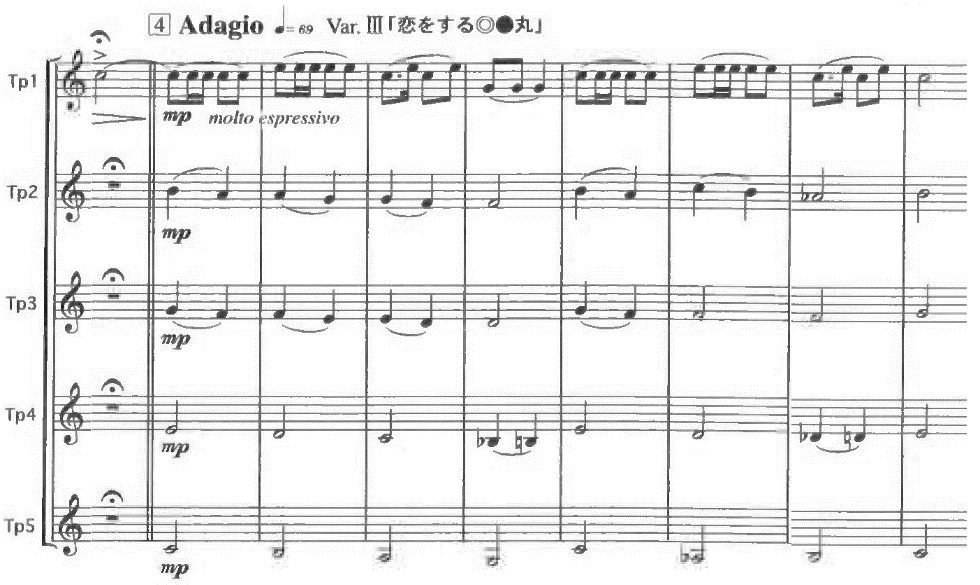 4 Adagio ♩= 69 Var. Ⅲ「恋をする◎●丸」
Tp1
mp molto espressivo
Tp2
mp
Tp3
mp
Tp4
mp
Tp5
mp